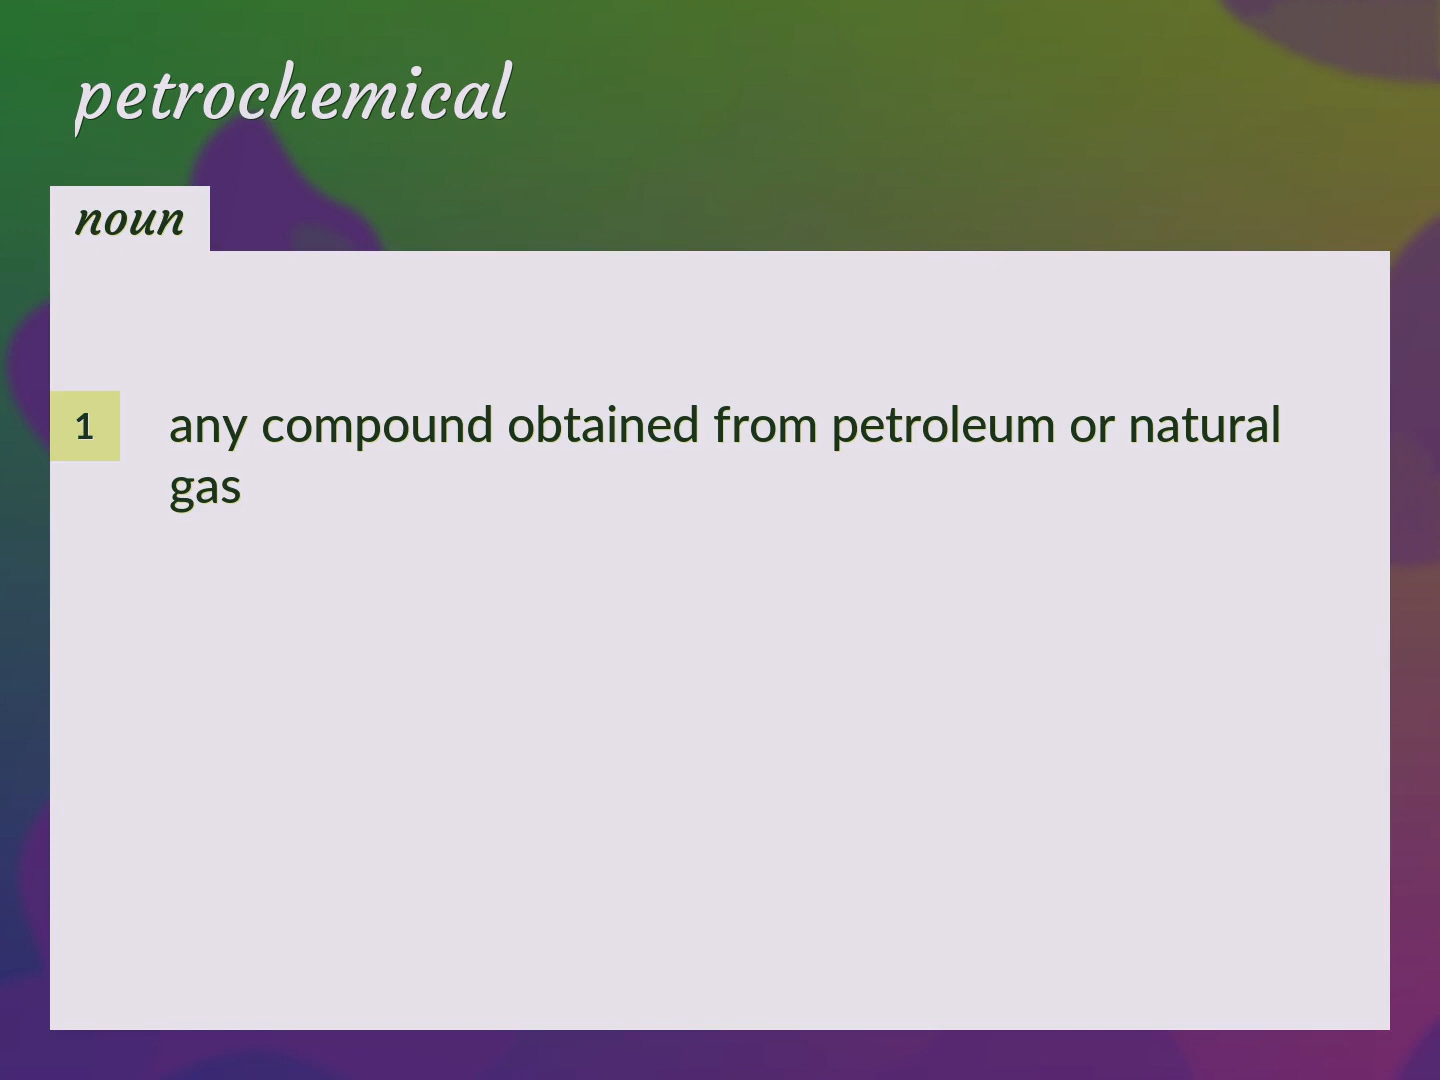 petrochemical
noun
1 any compound obtained from petroleum or natural
gas